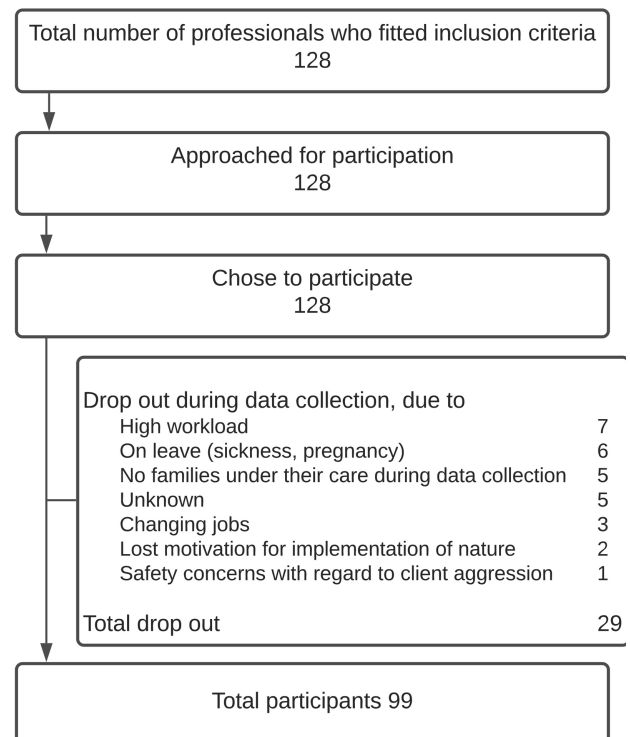 Total number of professionals who fitted inclusion criteria
128
Approached for participation
128
Chose to participate
128
Drop out during data collection, due to
High workload 7
On leave (sickness, pregnancy) 6
No families under their care during data collection 5
Unknown 5
Changing jobs 3
Lost motivation for implementation of nature 2
Safety concerns with regard to client aggression 1
Total drop out 29
Total participants 99